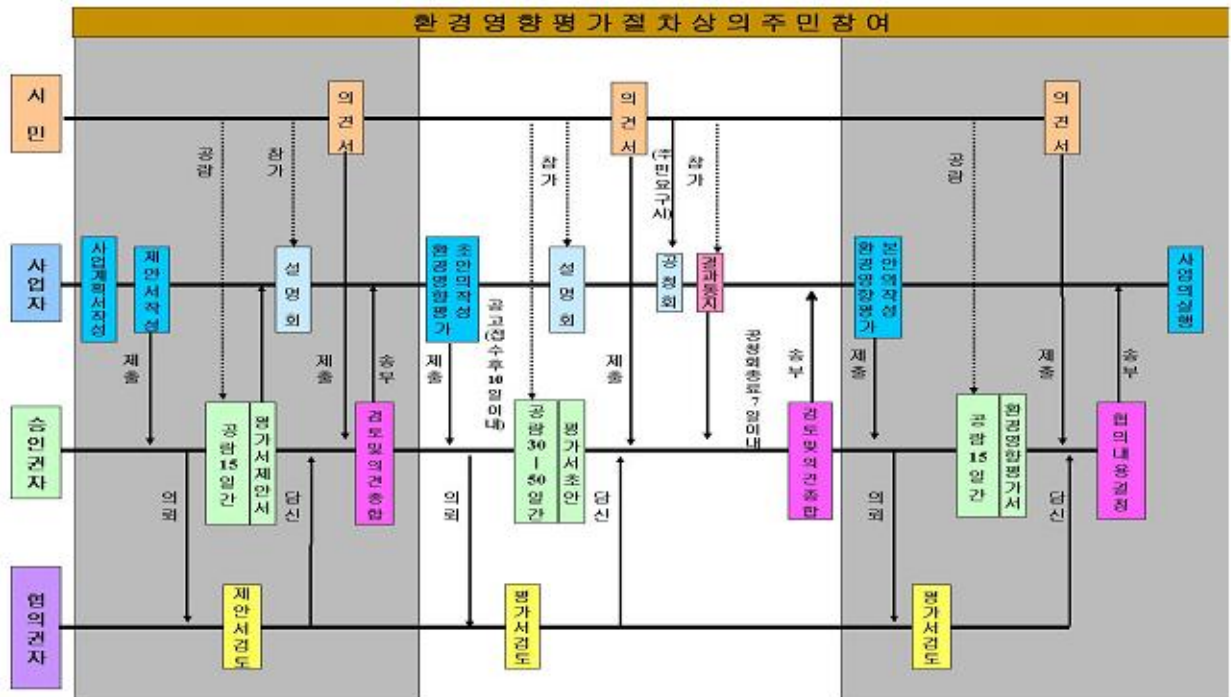 환경영향평가절차상의주민참여
시민
의견서
의견서
의견서
공람
참가
참가
(주민요구시)
참가
공람
사업자
사업계획서작성
제안서작성
설명회
환경영향평가
초안의작성
설명회
공청회
결과통지
환경영향평가
본안의작성
사업의실행
제출
제출
송부
제출
공고(접수후10일이내)
제출
공청회종료7일이내
송부
제출
제출
송부
승인권자
공람15일간
평가서제안서
검토및의견종합
공람30-50일간
평가서초안
검토및의견종합
공람15일간
환경영향평가서
협의내용결정
의뢰
답신
답신
의뢰
답신
협의권자
제안서검도
평가서검도
평가서검도